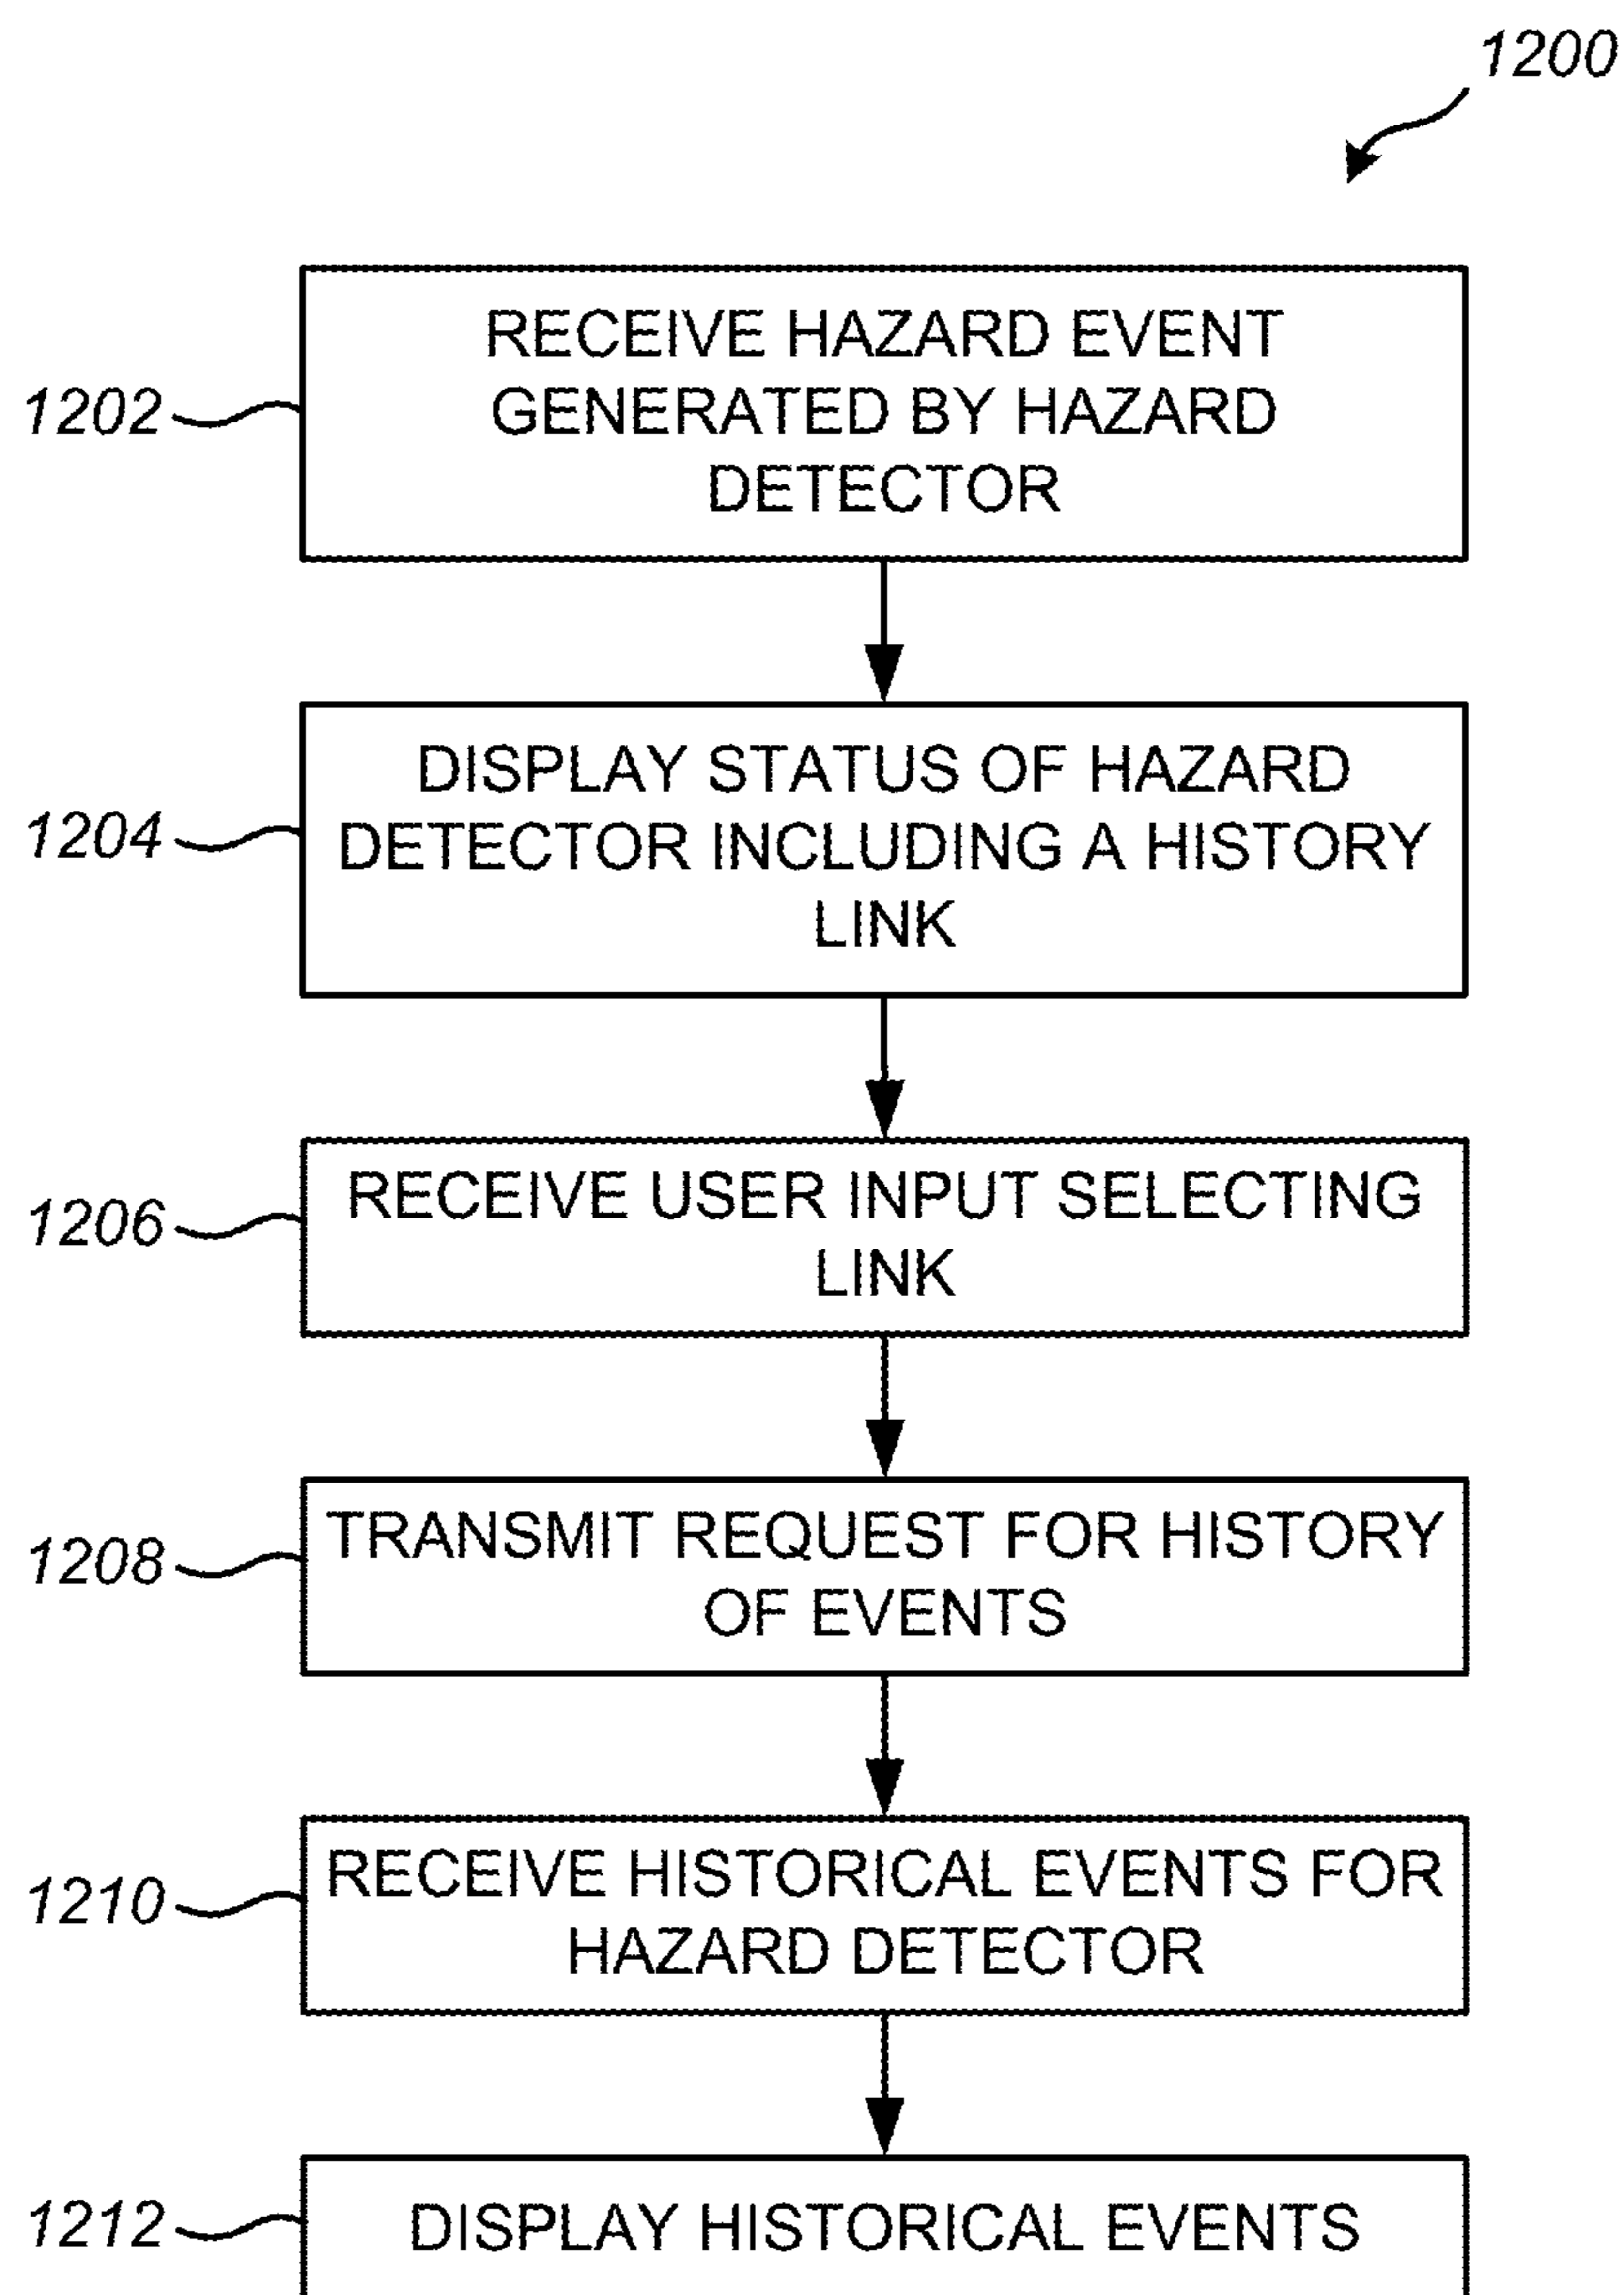 1200
RECEIVE HAZARD EVENT
GENERATED BY HAZARD
DETECTOR
1202
DISPLAY STATUS OF HAZARD
DETECTOR INCLUDING A HISTORY
LINK
1204
RECEIVE USER INPUT SELECTING
LINK
1206
TRANSMIT REQUEST FOR HISTORY
OF EVENTS
1208
RECEIVE HISTORICAL EVENTS FOR
HAZARD DETECTOR
1210
DISPLAY HISTORICAL EVENTS
1212